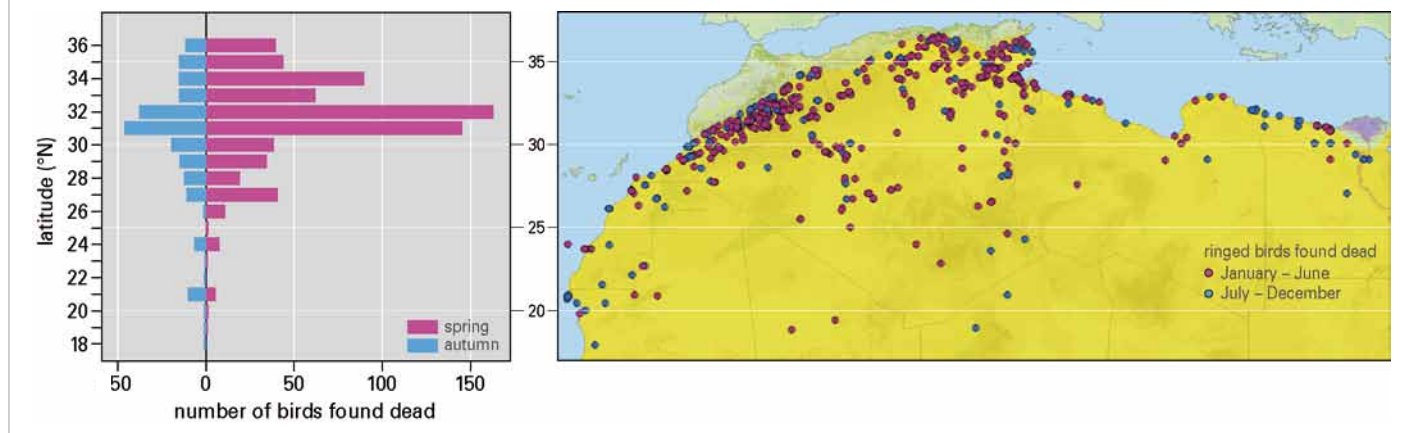 36
35
34
32
30
30
28
26
25
24
22
20
20
18
latitude (°N)
spring
autumn
50 0 50 100 150
number of birds found dead
ringed birds found dead
January – June
July – December